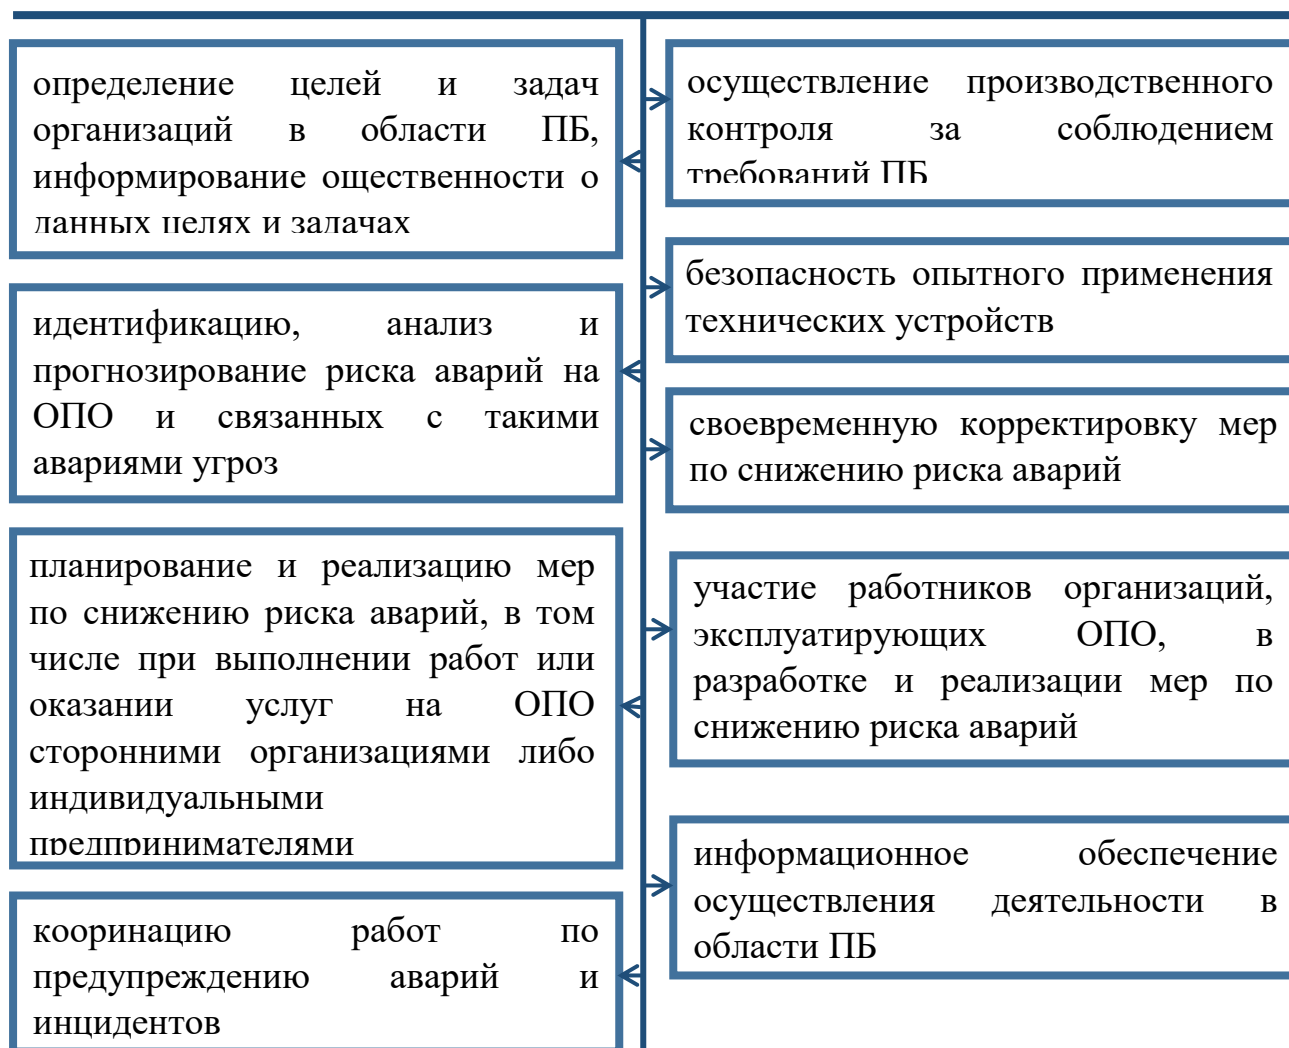 определение целей и задач
организаций в области ПБ,
информирование ощественности о
данных целях и задачах
идентификацию, анализ и
прогнозирование риска аварий на
ОПО и связанных с такими
авариями угроз
планирование и реализацию мер
по снижению риска аварий, в том
числе при выполнении работ или
оказании услуг на ОПО
сторонними организациями либо
индивидуальными
предпринимателями
кооринацию работ по
предупреждению аварий и
инцидентов
осуществление производственного
контроля за соблюдением
требований ПБ
безопасность опытного применения
технических устройств
своевременную корректировку мер
по снижению риска аварий
участие работников организаций,
эксплуатирующих ОПО, в
разработке и реализации мер по
снижению риска аварий
информационное обеспечение
осуществления деятельности в
области ПБ